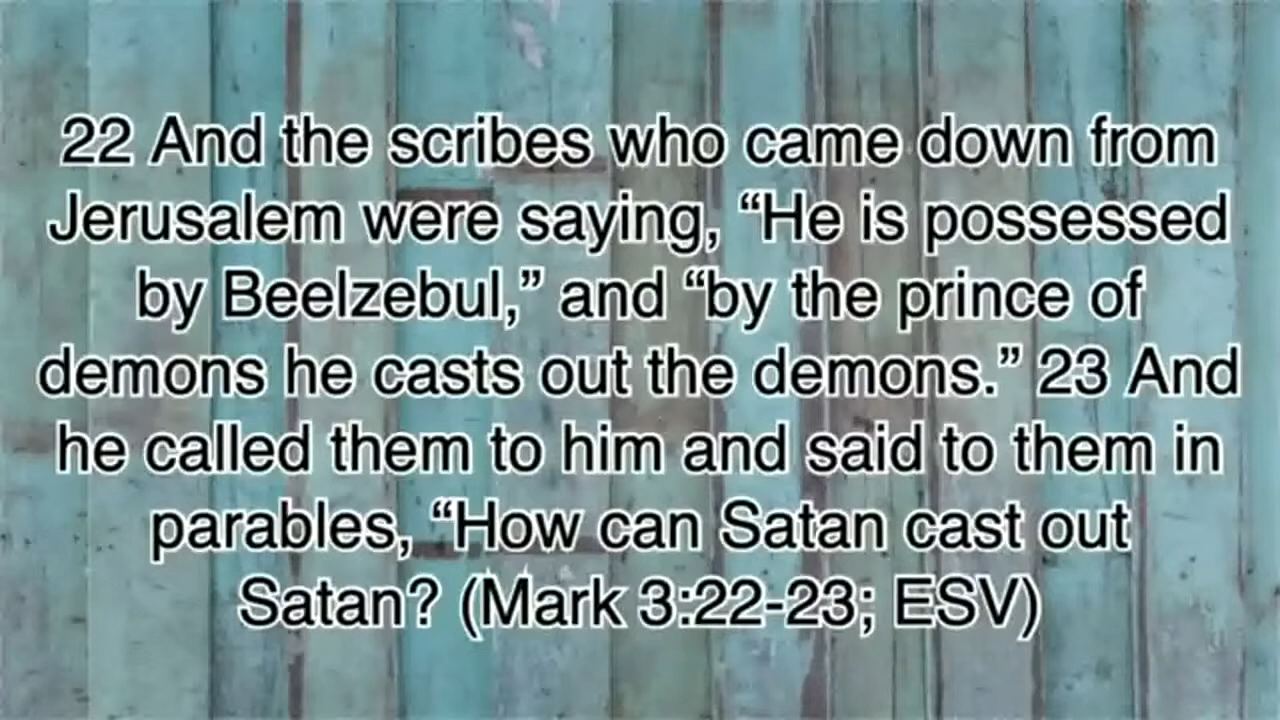 22 And the scribes who came down from
Jerusalem were saying, “He is possessed
by Beelzebul,” and “by the prince of
demons he casts out the demons.” 23 And
he called them to him and said to them in
parables, “How can Satan cast out
Satan? (Mark 3:22-23; ESV)